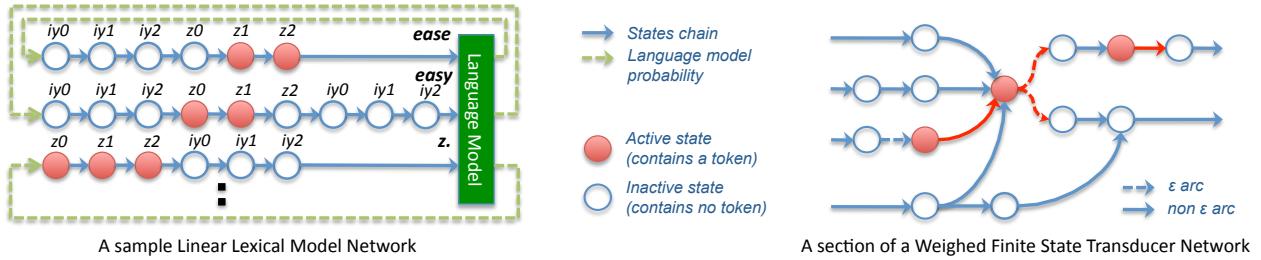 iy0 iy1 iy2 z0 z1 z2 ease
iy0 iy1 iy2 z0 z1 z2 iy0 iy1 iy2 easy
z0 z1 z2 iy0 iy1 iy2 z.
Language Model
A sample Linear Lexical Model Network
States chain
Language model
probability
Active state
(contains a token)
Inactive state
(contains no token)
ε arc
non ε arc
A section of a Weighed Finite State Transducer Network